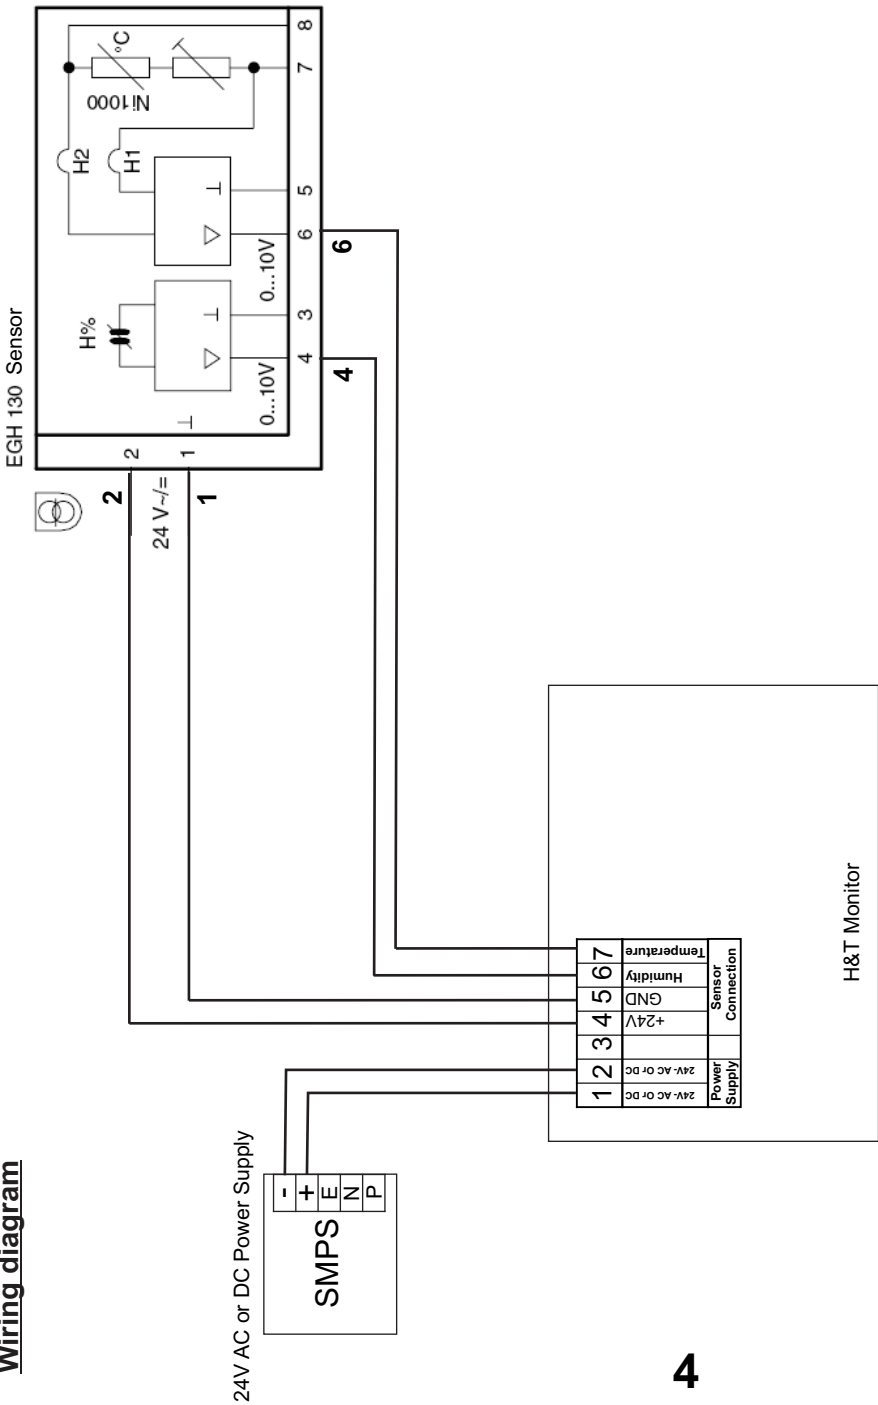 Wiring diagram
EGH 130 Sensor
8
7
5
6
3
4
°C
Ni1000
H2
H1
H%
0...10V
0...10V
2
1
24 V~/=
2
1
4
6
24V AC or DC Power Supply
SMPS
-
+
E
N
P
1 2 3 4 5 6 7
24V- AC Or DC
24V- AC Or DC
+24V
GND
Humidity
Temperature
Power
Supply
Sensor
Connection
H&T Monitor
4